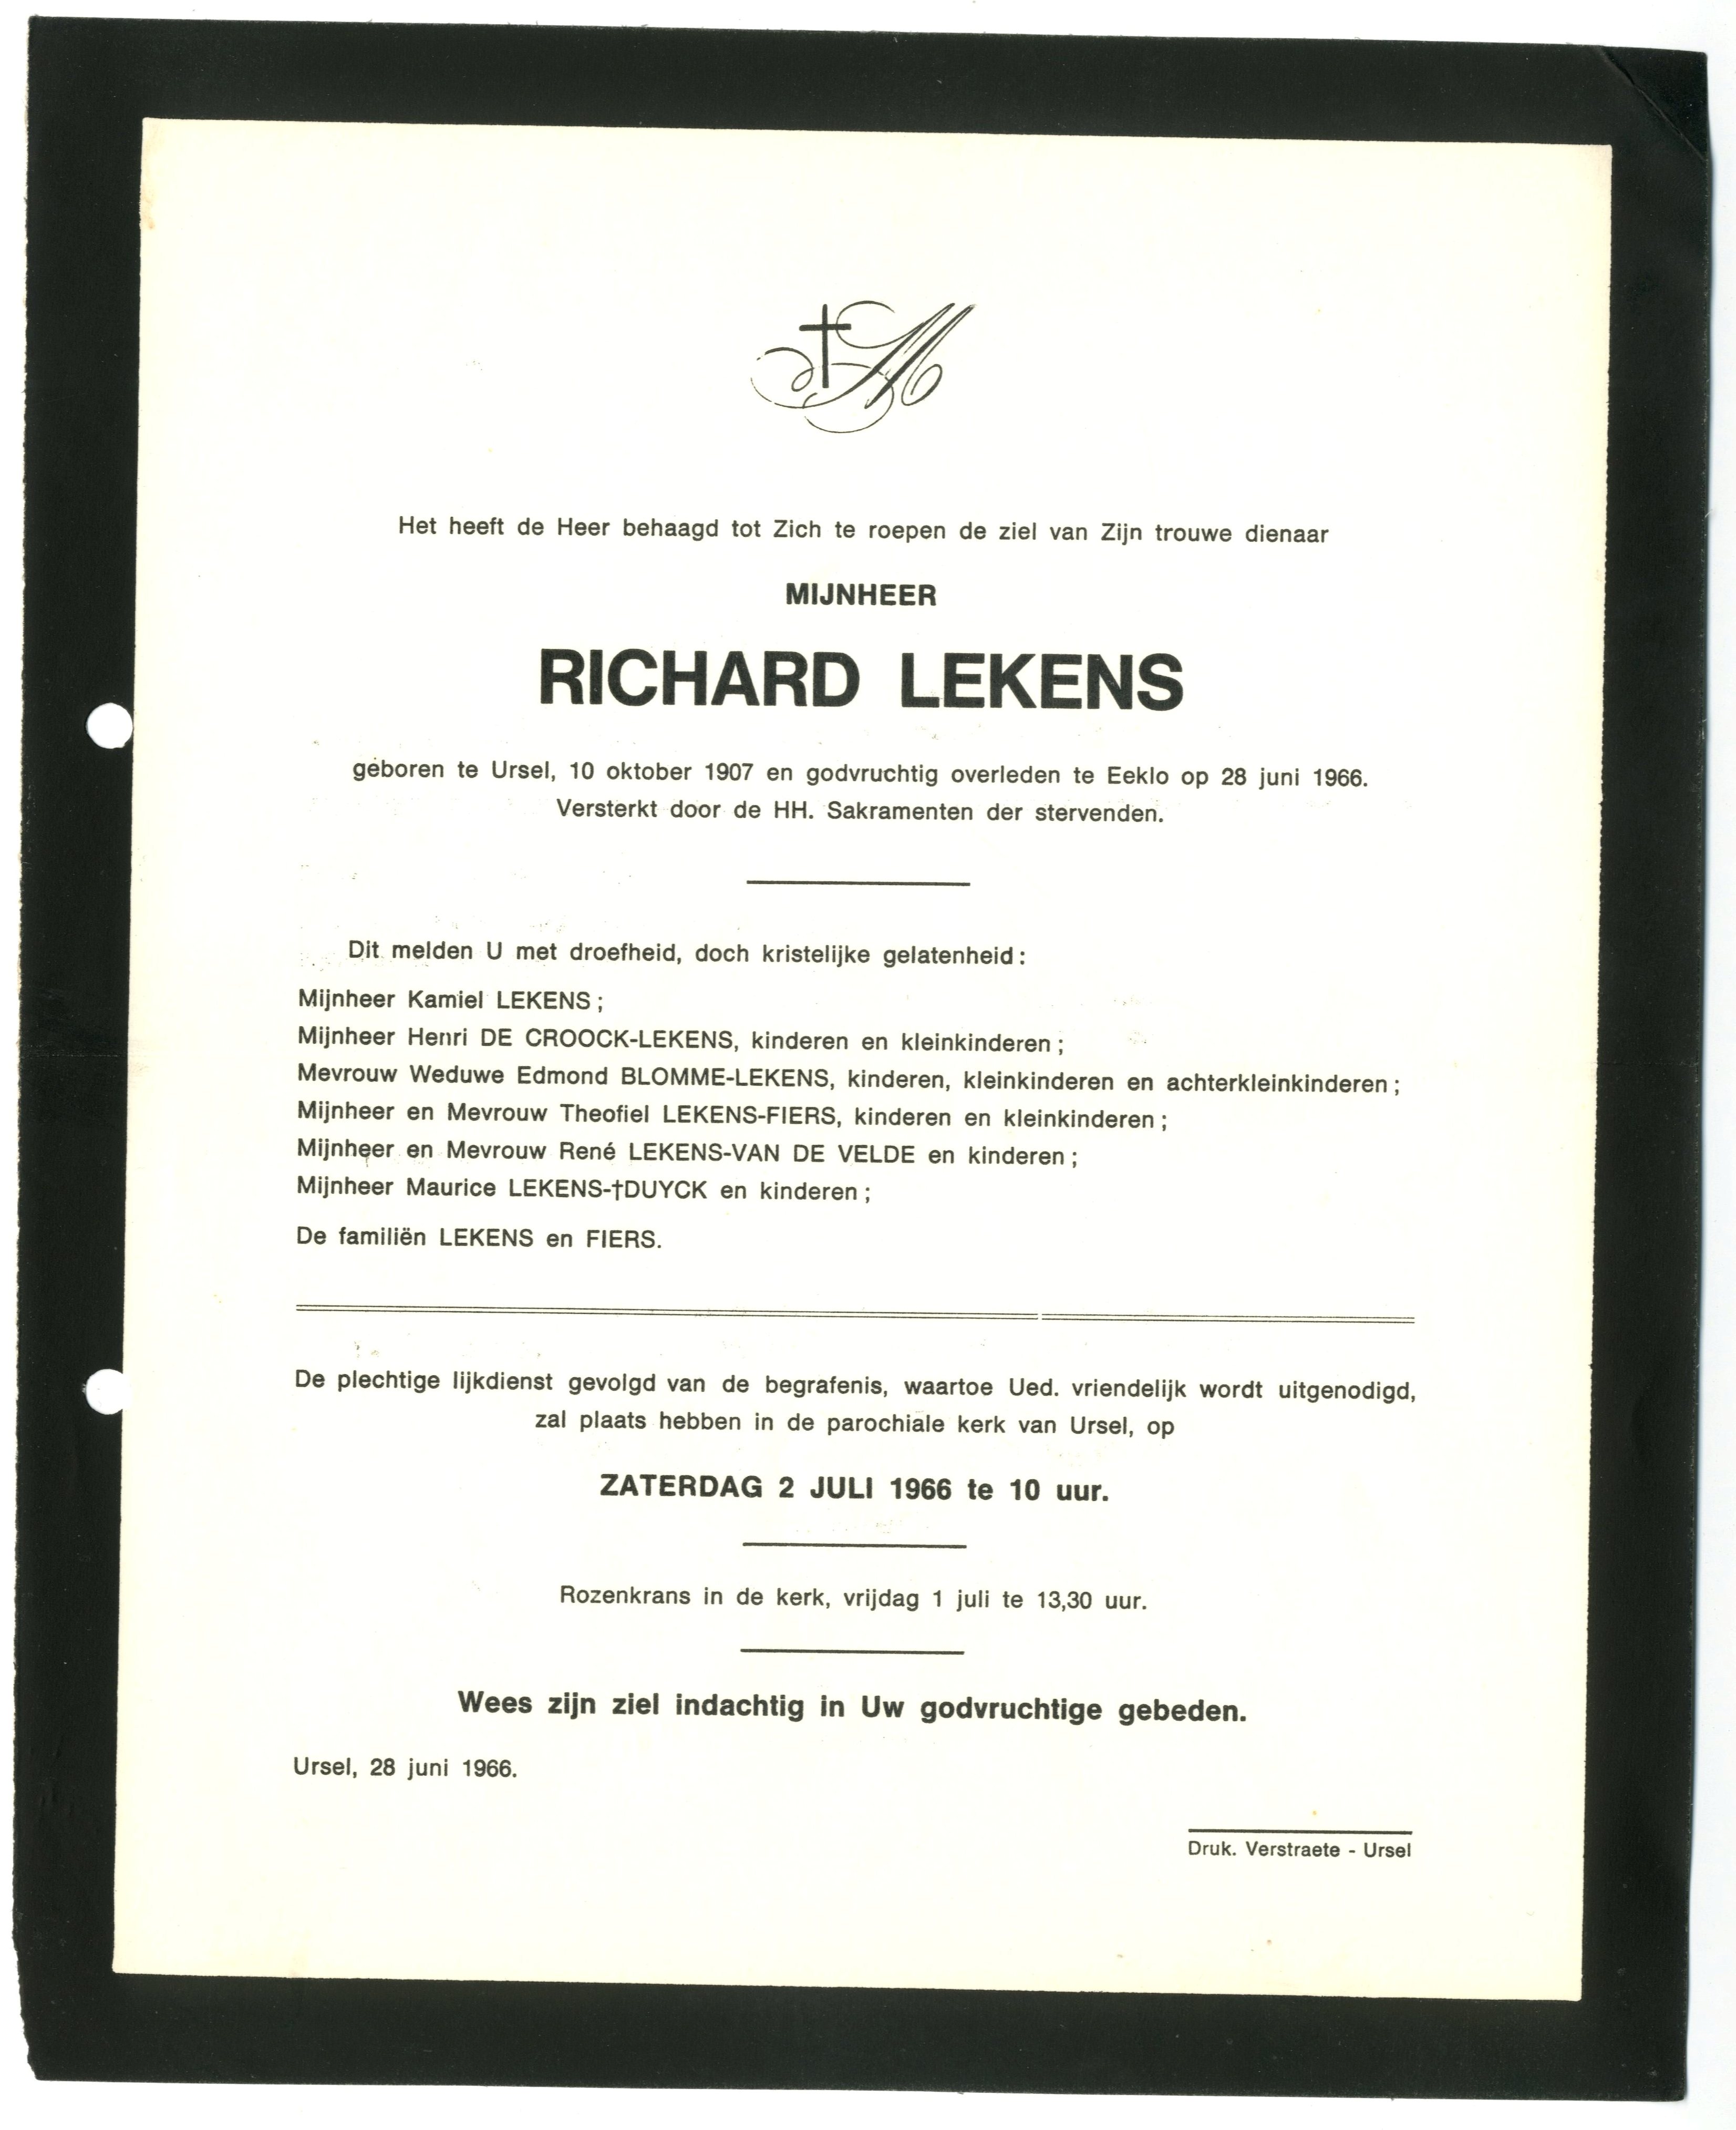 M
Het heeft de Heer behaagd tot Zich te roepen de ziel van Zijn trouwe dienaar
MIJNHEER
RICHARD LEKENS
geboren te Ursel, 10 oktober 1907 en godvruchtig overleden te Eeklo op 28 juni 1966.
Versterkt door de HH. Sakramenten der stervenden.
Dit melden U met droefheid, doch kristelijke gelatenheid :
Mijnheer Kamiel LEKENS ;
Mijnheer Henri DE CROOCK-LEKENS, kinderen en kleinkinderen ;
Mevrouw Weduwe Edmond BLOMME-LEKENS, kinderen, kleinkinderen en achterkleinkinderen ;
Mijnheer en Mevrouw Theofiel LEKENS-FIERS, kinderen en kleinkinderen ;
Mijnheer en Mevrouw René LEKENS-VAN DE VELDE en kinderen ;
Mijnheer Maurice LEKENS-†DUYCK en kinderen ;
De familiën LEKENS en FIERS.
De plechtige lijkdienst gevolgd van de begrafenis, waartoe Ued. vriendelijk wordt uitgenodigd,
zal plaats hebben in de parochiale kerk van Ursel, op
ZATERDAG 2 JULI 1966 te 10 uur.
Rozenkrans in de kerk, vrijdag 1 juli te 13,30 uur.
Wees zijn ziel indachtig in Uw godvruchtige gebeden.
Ursel, 28 juni 1966.
Druk. Verstraete - Ursel